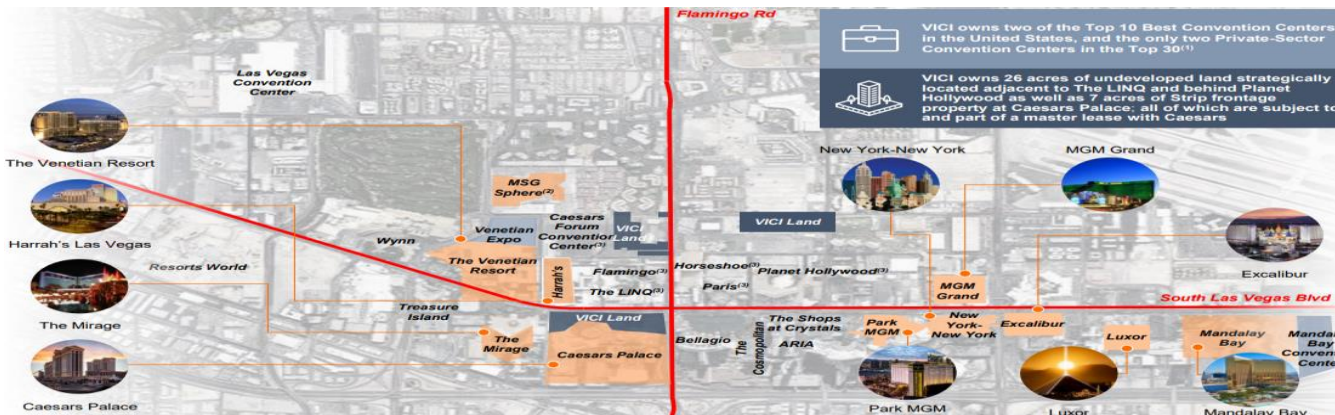 Flamingo Rd
VICI owns two of the Top 10 Best Convention Centers
in the United States, and the only two Private-Sector
Convention Centers in the Top 30(1)
VICI owns 26 acres of undeveloped land strategically
located adjacent to The LINQ and behind Planet
Hollywood as well as 7 acres of Strip frontage
property at Caesars Palace; all of which are subject to
and part of a master lease with Caesars
Las Vegas
Convention
Center
The Venetian Resort
Harrah's Las Vegas
The Mirage
Caesars Palace
New York-New York
MGM Grand
Excalibur
MSG
Sphere(2)
Wynn
Venetian
Expo
Caesars
Forum
Convention
Center(3)
VICI
Land
VICI Land
Resorts World
The Venetian
Resort
Harrah's
Flamingo(3)
The LINQ(3)
Horseshoe(3)
Planet Hollywood(3)
Paris(3)
MGM
Grand
South Las Vegas Blvd
Treasure
Island
The
Mirage
VICI Land
Caesars Palace
Bellagio
The
Cosmopolitan
The Shops
at Crystals
ARIA
Park
MGM
New
York-
New York
Excalibur
Luxor
Mandalay
Bay
Mandal
Bay
Conven
Cente
Park MGM
Luxor
Mandalay Bay